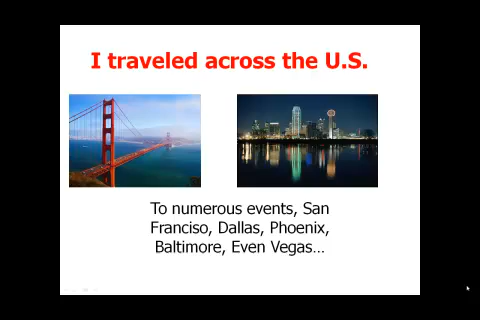 I traveled across the U.S.
To numerous events, San
Franciso, Dallas, Phoenix,
Baltimore, Even Vegas...